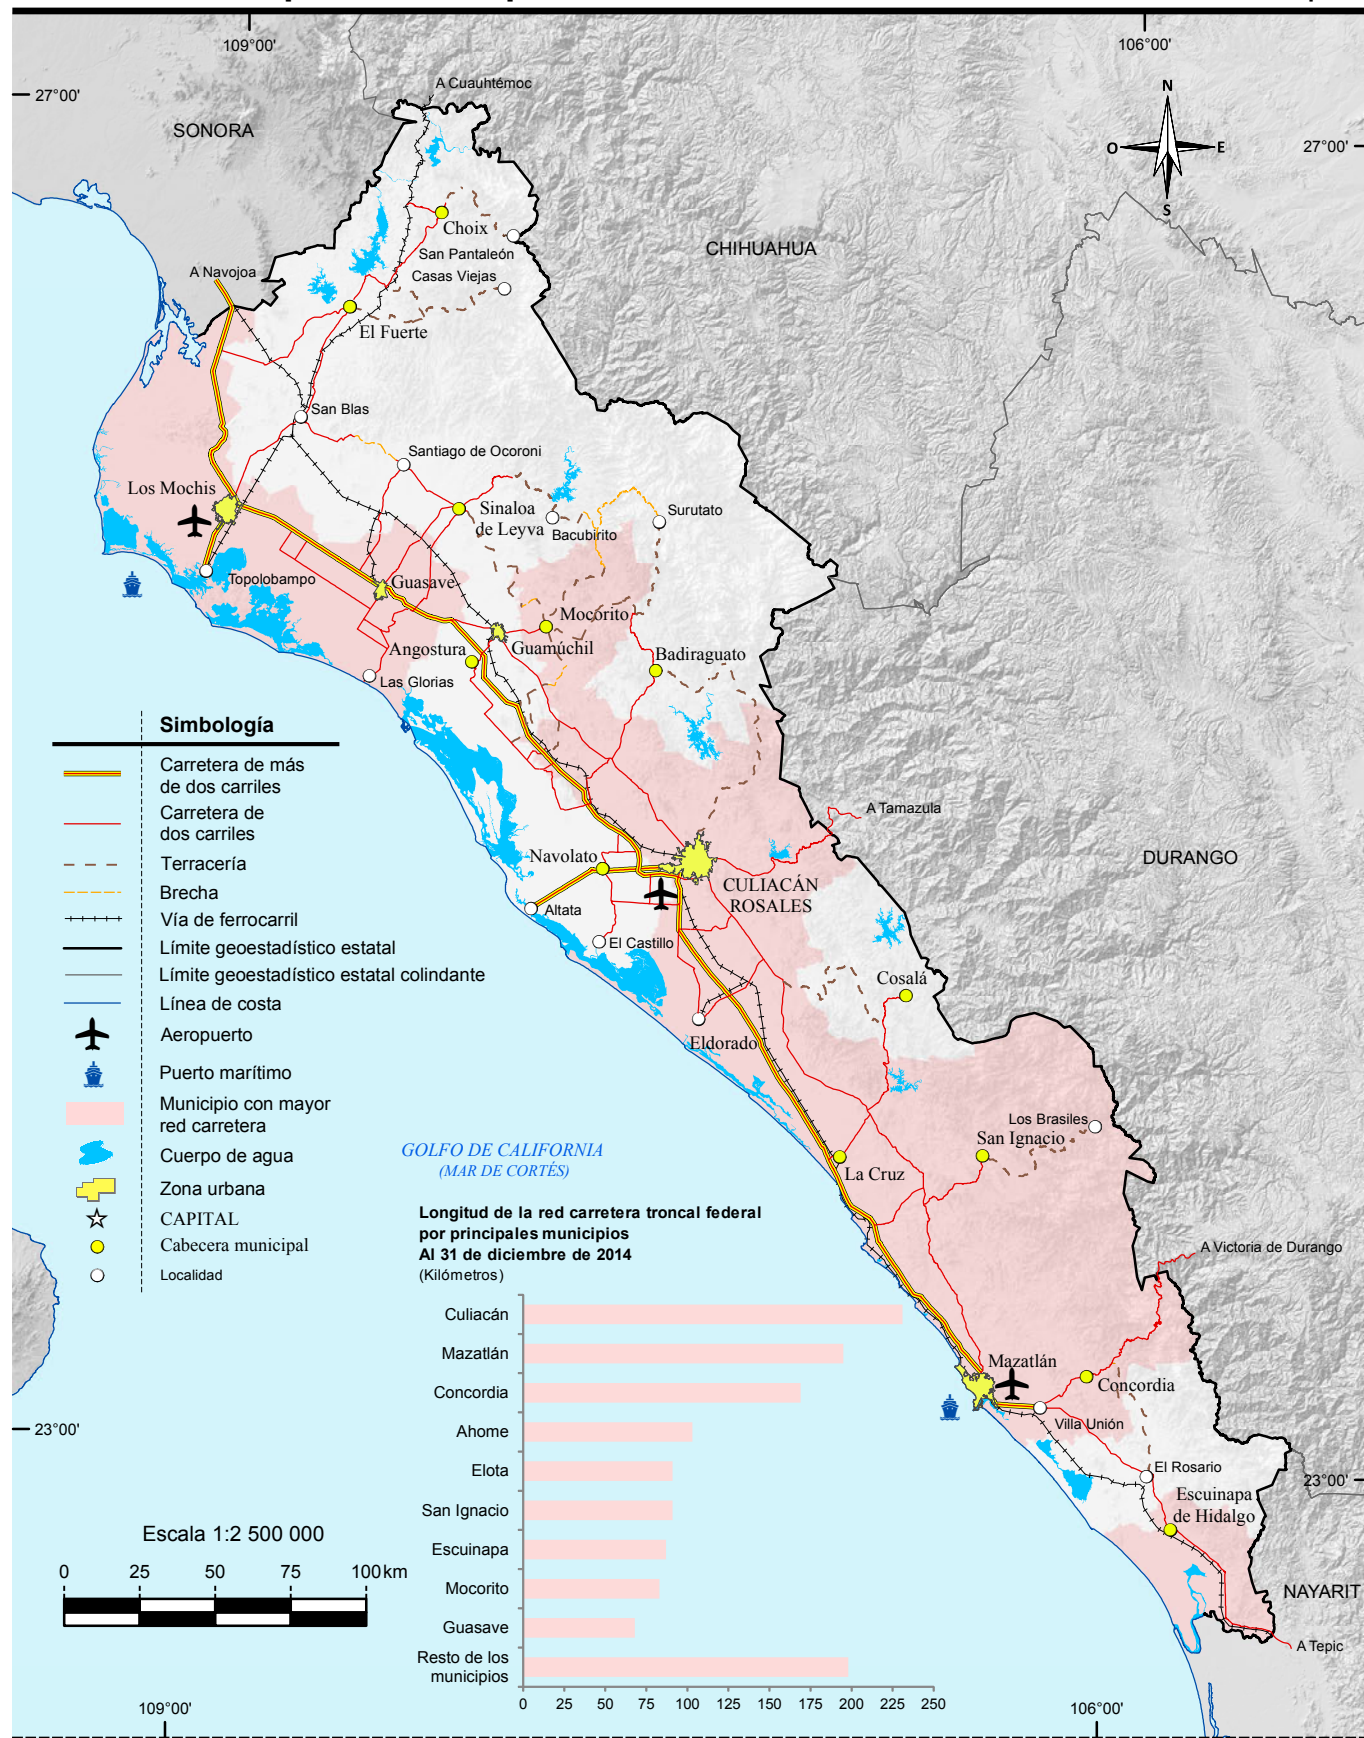 109°00'
106°00'
A Cuauhtémoc
27°00'
SONORA
N
O
E
S
27°00'
Choix
CHIHUAHUA
San Pantaleón
A Navojoa
Casas Viejas
El Fuerte
San Blas
Santiago de Ocoroni
Los Mochis
Sinaloa
de Leyva
Surutato
Bacubirito
Topolobampo
Guasave
Mocorito
Guamúchil
Angostura
Badiraguato
Las Glorias
Simbología
Carretera de más
de dos carriles
Carretera de
dos carriles
Terracería
Brecha
Vía de ferrocarril
Límite geoestadístico estatal
Límite geoestadístico estatal colindante
Línea de costa
Aeropuerto
Puerto marítimo
Municipio con mayor
red carretera
Cuerpo de agua
Zona urbana
CAPITAL
Cabecera municipal
Localidad
A Tamazula
DURANGO
Navolato
CULIACÁN
ROSALES
Altata
El Castillo
Cosalá
Eldorado
Los Brasiles
San Ignacio
GOLFO DE CALIFORNIA
(MAR DE CORTÉS)
La Cruz
A Victoria de Durango
Mazatlán
Concordia
Villa Unión
23°00'
El Rosario
23°00'
Escuinapa
de Hidalgo
NAYARIT
A Tepic
Longitud de la red carretera troncal federal
por principales municipios
Al 31 de diciembre de 2014
(Kilómetros)
Culiacán
Mazatlán
Concordia
Ahome
Elota
San Ignacio
Escuinapa
Mocorito
Guasave
Resto de los
municipios
0 25 50 75 100 125 150 175 200 225 250
Escala 1:2 500 000
0 25 50 75 100 km
109°00'
106°00'